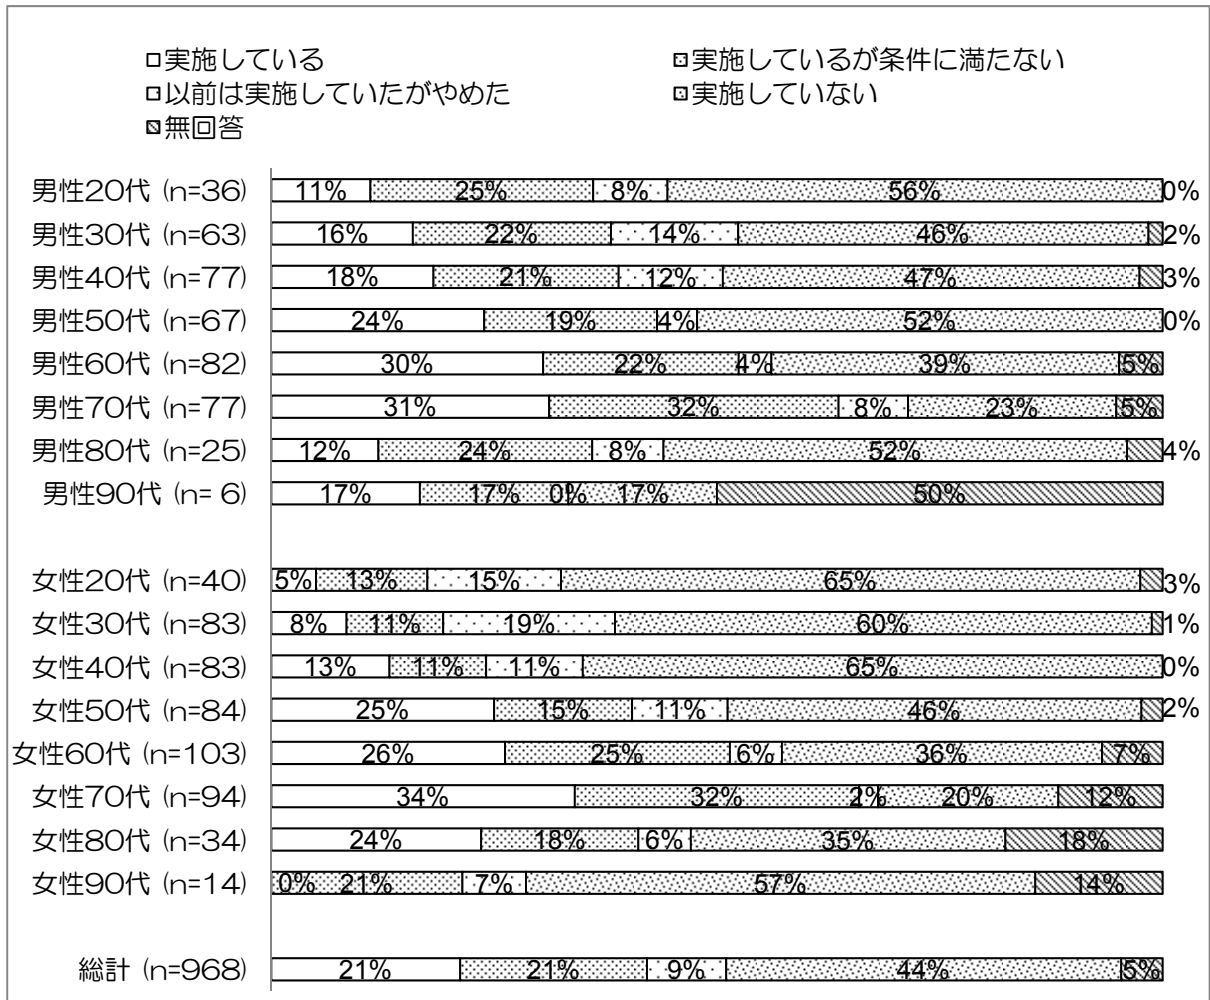 □実施している ▫実施しているが条件に満たない
□以前は実施していたがやめた ▫実施していない
▧無回答
男性20代 (n=36) 11% 25% 8% 56% 0%
男性30代 (n=63) 16% 22% 14% 46% 2%
男性40代 (n=77) 18% 21% 12% 47% 3%
男性50代 (n=67) 24% 19% 4% 52% 0%
男性60代 (n=82) 30% 22% 4% 39% 5%
男性70代 (n=77) 31% 32% 8% 23% 5%
男性80代 (n=25) 12% 24% 8% 52% 4%
男性90代 (n= 6) 17% 17% 0% 17% 50%
女性20代 (n=40) 5% 13% 15% 65% 3%
女性30代 (n=83) 8% 11% 19% 60% 1%
女性40代 (n=83) 13% 11% 11% 65% 0%
女性50代 (n=84) 25% 15% 11% 46% 2%
女性60代 (n=103) 26% 25% 6% 36% 7%
女性70代 (n=94) 34% 32% 2% 20% 12%
女性80代 (n=34) 24% 18% 6% 35% 18%
女性90代 (n=14) 0% 21% 7% 57% 14%
総計 (n=968) 21% 21% 9% 44% 5%